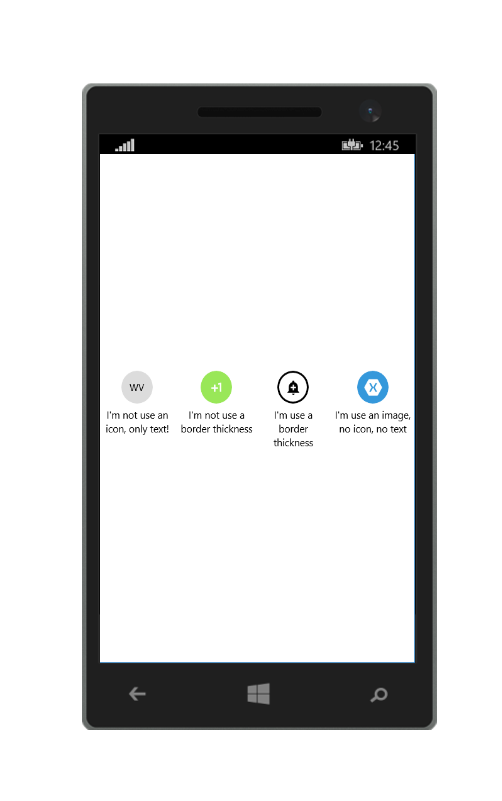 12:45
WV
+1
X
I'm not use an
icon, only text!
I'm not use a
border thickness
I'm use a
border
thickness
I'm use an image,
no icon, no text